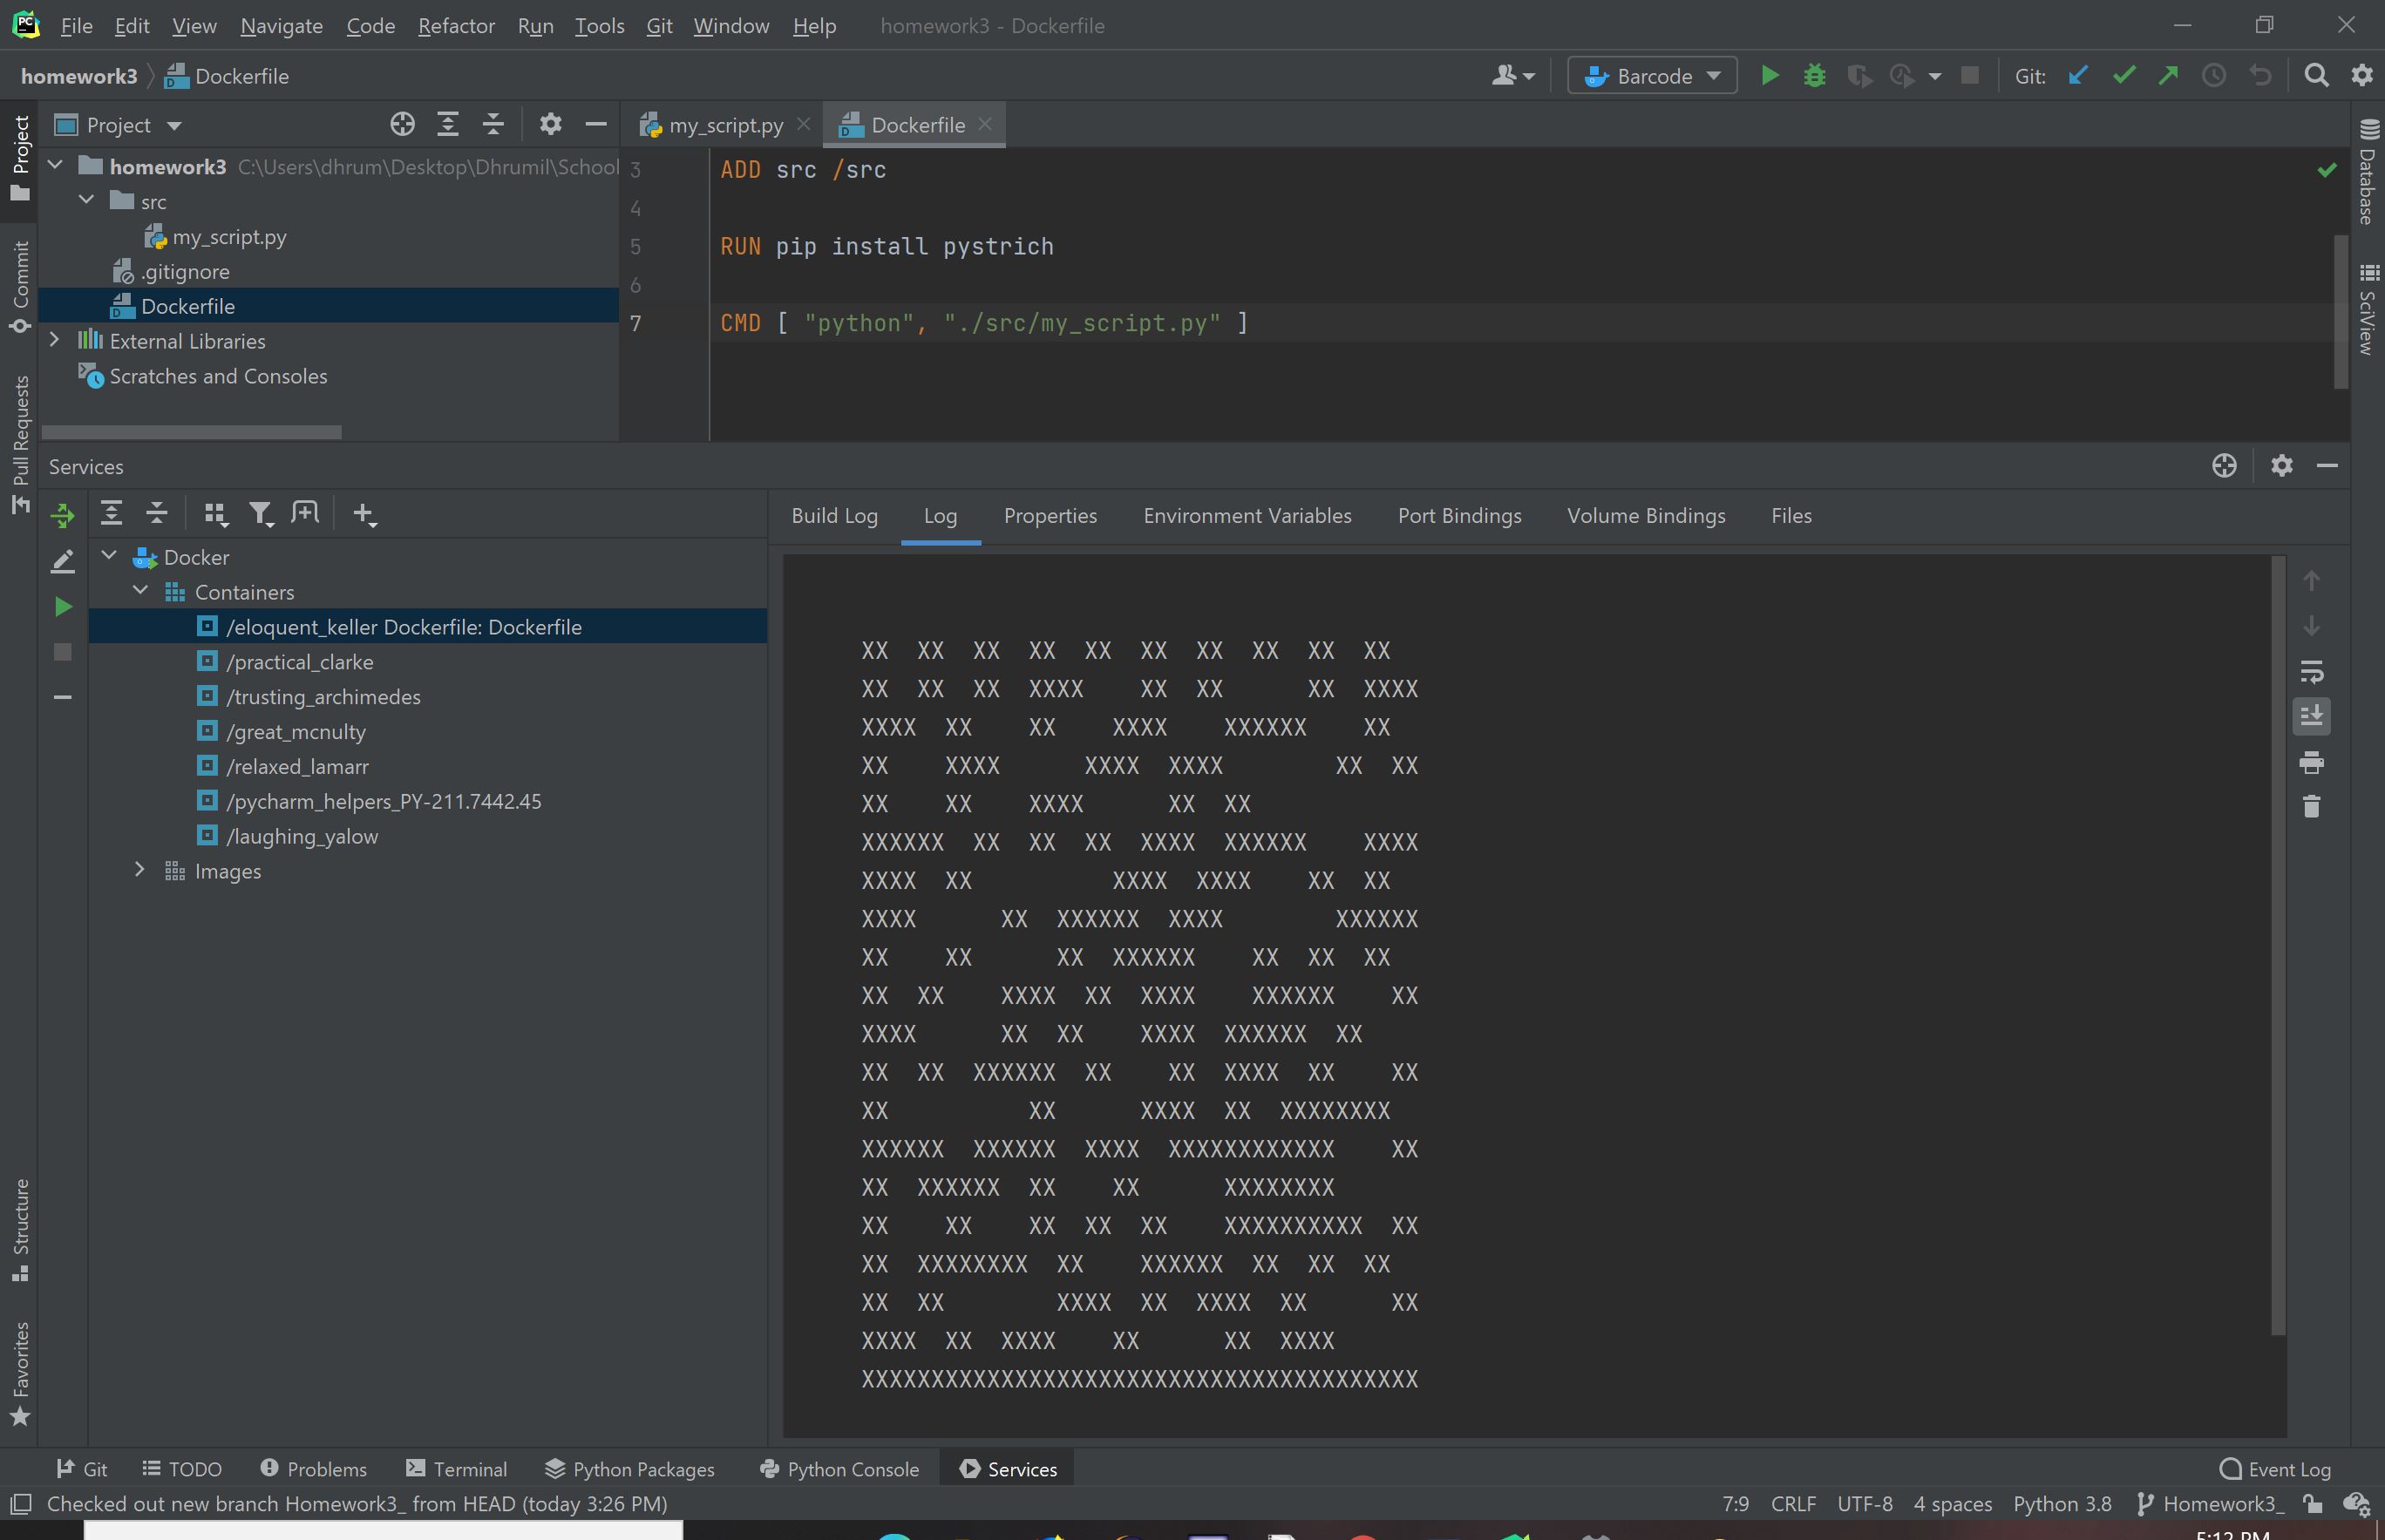 File Edit View Navigate Code Refactor Run Tools Git Window Help homework3 - Dockerfile
homework3 Dockerfile
Barcode
Git:
Project
my_script.py
Dockerfile
homework3 C:\Users\dhrum\Desktop\Dhrumil\School
src
my_script.py
.gitignore
Dockerfile
External Libraries
Scratches and Consoles
3 ADD src /src
4
5 RUN pip install pystrich
6
7 CMD [ "python", "./src/my_script.py" ]
Project
Commit
Pull Requests
Structure
Favorites
Database
SciView
Services
Build Log Log Properties Environment Variables Port Bindings Volume Bindings Files
Docker
Containers
/eloquent_keller Dockerfile: Dockerfile
/practical_clarke
/trusting_archimedes
/great_mcnulty
/relaxed_lamarr
/pycharm_helpers_PY-211.7442.45
/laughing_yalow
Images
XX  XX  XX  XX  XX  XX  XX  XX  XX  XX
XX  XX  XX  XXXX    XX  XX      XX  XXXX
XXXX  XX    XX    XXXX    XXXXXX    XX
XX    XXXX      XXXX  XXXX        XX  XX
XX    XX    XXXX      XX  XX
XXXXXX  XX  XX  XX  XXXX  XXXXXX    XXXX
XXXX  XX          XXXX  XXXX    XX  XX
XXXX      XX  XXXXXX  XXXX        XXXXXX
XX    XX      XX  XXXXXX    XX  XX  XX
XX  XX    XXXX  XX  XXXX    XXXXXX    XX
XXXX      XX  XX    XXXX  XXXXXX  XX
XX  XX  XXXXXX  XX    XX  XXXX  XX    XX
XX          XX      XXXX  XX  XXXXXXXX
XXXXXX  XXXXXX  XXXX  XXXXXXXXXXXX    XX
XX  XXXXXX  XX    XX      XXXXXXXX
XX    XX    XX  XX  XX    XXXXXXXXXX  XX
XX  XXXXXXXX  XX    XXXXXX  XX  XX  XX
XX  XX        XXXX  XX  XXXX  XX      XX
XXXX  XX  XXXX    XX      XX  XXXX
XXXXXXXXXXXXXXXXXXXXXXXXXXXXXXXXXXXXXXXX
Git TODO Problems Terminal Python Packages Python Console Services Event Log
Checked out new branch Homework3_ from HEAD (today 3:26 PM) 7:9 CRLF UTF-8 4 spaces Python 3.8 Homework3_
5:12 PM